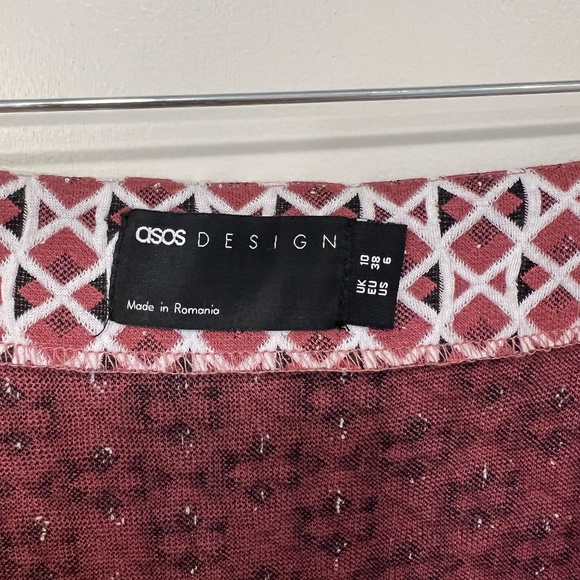 asos DESIGN
Made in Romania
UK 10
EU 38
US 6